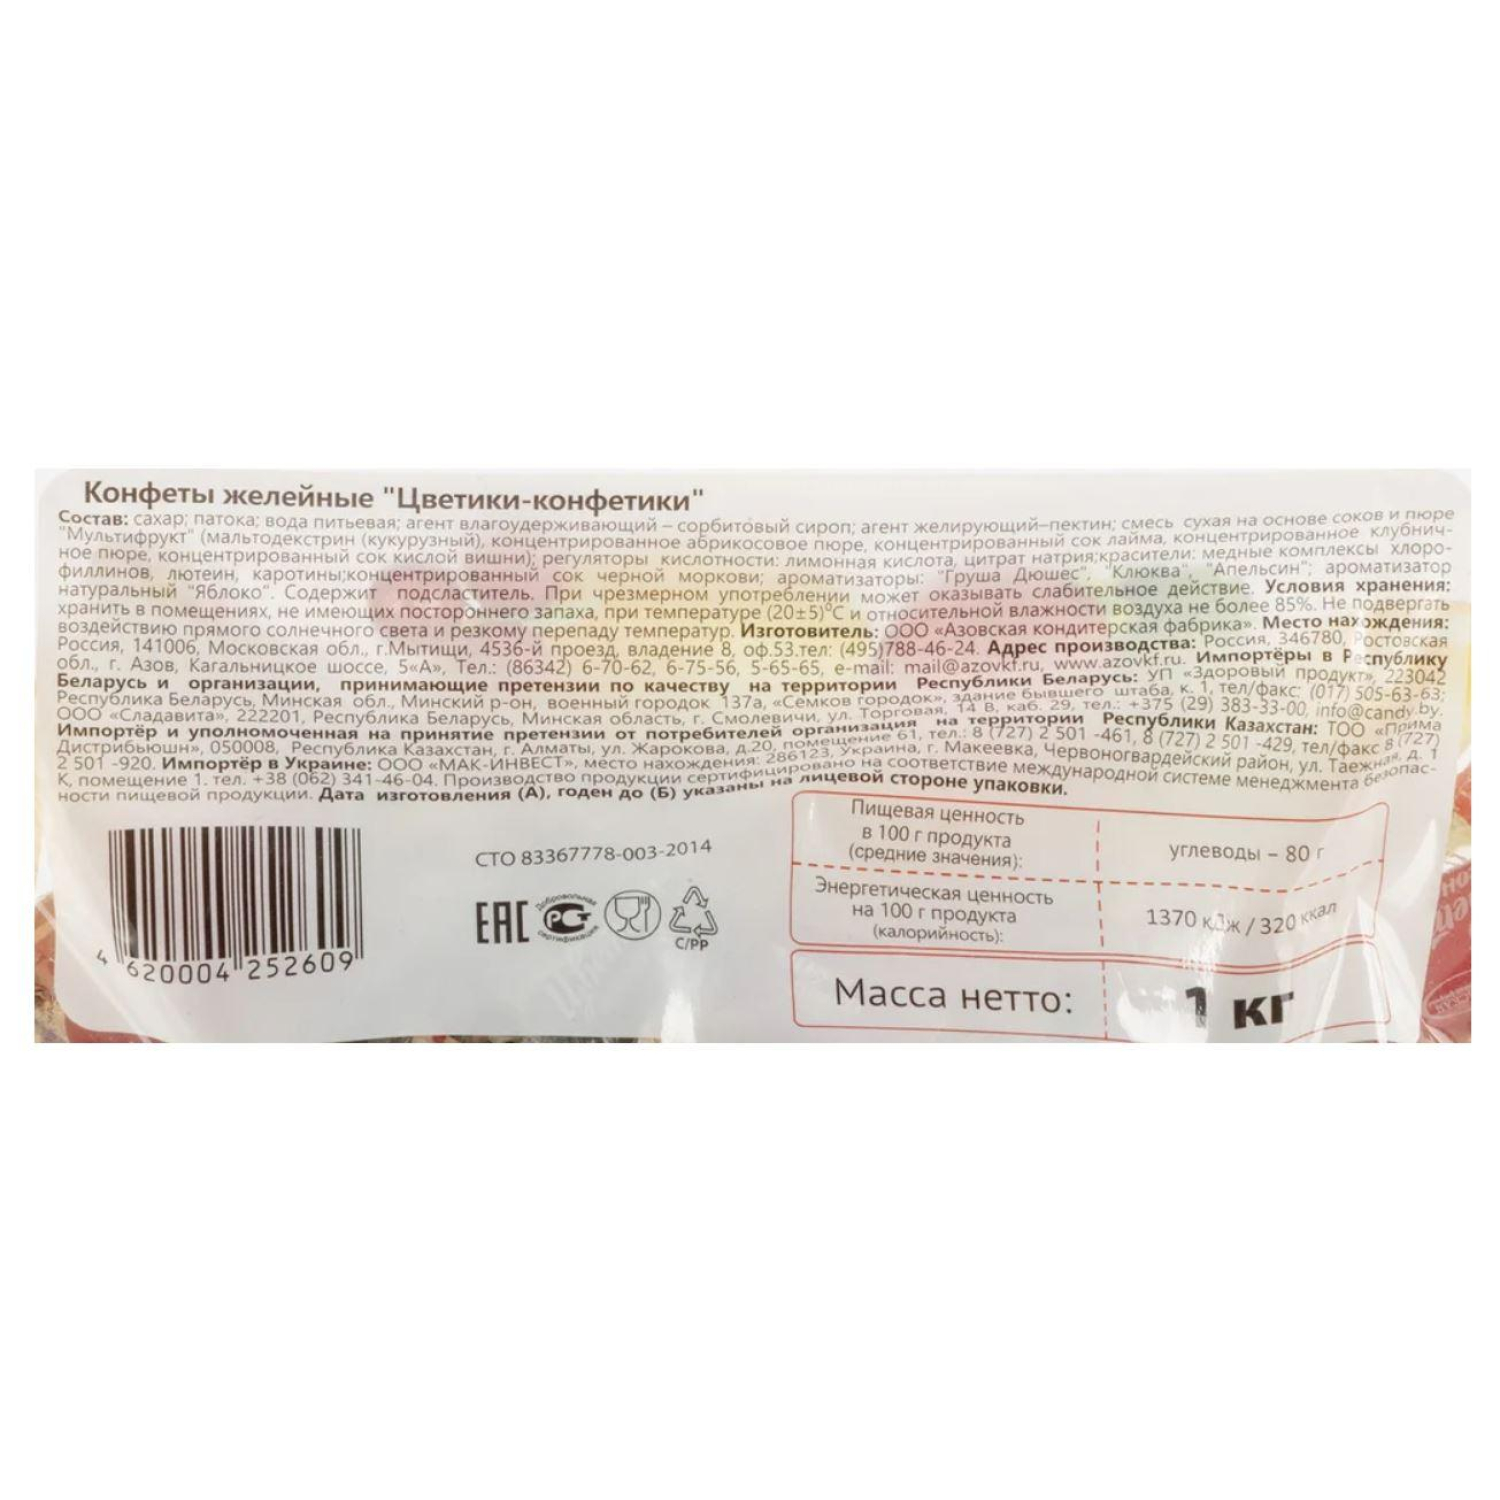 Конфеты желейные "Цветики-конфетики"
Состав: сахар; патока; вода питьевая; агент влагоудерживающий – сорбитовый сироп; агент желирующий–пектин; смесь сухая на основе соков и пюре
"Мультифрукт" (мальтодекстрин (кукурузный), концентрированное абрикосовое пюре, концентрированный сок лайма, концентрированное клубнич-
ное пюре, концентрированный сок кислой вишни); регуляторы кислотности: лимонная кислота, цитрат натрия;красители: медные комплексы хлоро-
филлинов, лютеин, каротины;концентрированный сок черной моркови; ароматизаторы: "Груша Дюшес", "Клюква", "Апельсин"; ароматизатор
натуральный "Яблоко". Содержит подсластитель. При чрезмерном употреблении может оказывать слабительное действие. Условия хранения:
хранить в помещениях, не имеющих постороннего запаха, при температуре (20±5)°С и относительной влажности воздуха не более 85%. Не подвергать
воздействию прямого солнечного света и резкому перепаду температур. Изготовитель: ООО «Азовская кондитерская фабрика». Место нахождения:
Россия, 141006, Московская обл., г.Мытищи, 4536-й проезд, владение 8, оф.53.тел: (495)788-46-24. Адрес производства: Россия, 346780, Ростовская
обл., г. Азов, Кагальницкое шоссе, 5«А», Тел.: (86342) 6-70-62, 6-75-56, 5-65-65, e-mail: mail@azovkf.ru, www.azovkf.ru. Импортёры в Республику
Беларусь и организации, принимающие претензии по качеству на территории Республики Беларусь: УП «Здоровый продукт», 223042
Республика Беларусь, Минская обл., Минский р-он, военный городок 137а, «Семков городок», здание бывшего штаба, к. 1, тел/факс: (017) 505-63-63;
ООО «Сладавита», 222201, Республика Беларусь, Минская область, г. Смолевичи, ул. Торговая, 14 В, каб. 29, тел.: +375 (29) 383-33-00, info@candy.by.
Импортёр и уполномоченная на принятие претензии от потребителей организация на территории Республики Казахстан: ТОО «Прима
Дистрибьюшн», 050008, Республика Казахстан, г. Алматы, ул. Жарокова, д.20, помещение 61, тел.: 8 (727) 2 501 -461, 8 (727) 2 501 -429, тел/факс 8 (727)
2 501 -920. Импортёр в Украине: ООО «МАК-ИНВЕСТ», место нахождения: 286123, Украина, г. Макеевка, Червоногвардейский район, ул. Таежная, д. 1
К, помещение 1. тел. +38 (062) 341-46-04. Производство продукции сертифицировано на соответствие международной системе менеджмента безопас-
ности пищевой продукции. Дата изготовления (А), годен до (Б) указаны на лицевой стороне упаковки.
4 620004 252609
СТО 83367778-003-2014
ЕАС
Добровольная
РСТ
сертификация
C/PP
Пищевая ценность
в 100 г продукта
(средние значения):
углеводы – 80 г
Энергетическая ценность
на 100 г продукта
(калорийность):
1370 кДж / 320 ккал
Масса нетто:
1 кг